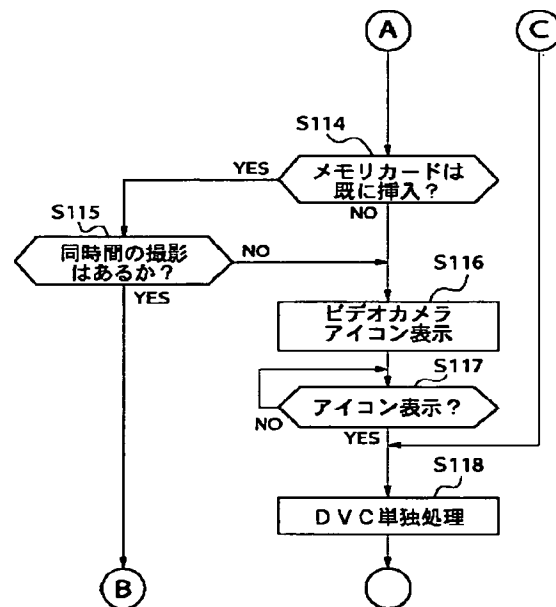 A
C
S114
YES
メモリカードは
既に挿入？
NO
S115
同時間の撮影
はあるか？
NO
YES
S116
ビデオカメラ
アイコン表示
S117
アイコン表示？
NO
YES
S118
ＤＶＣ単独処理
B